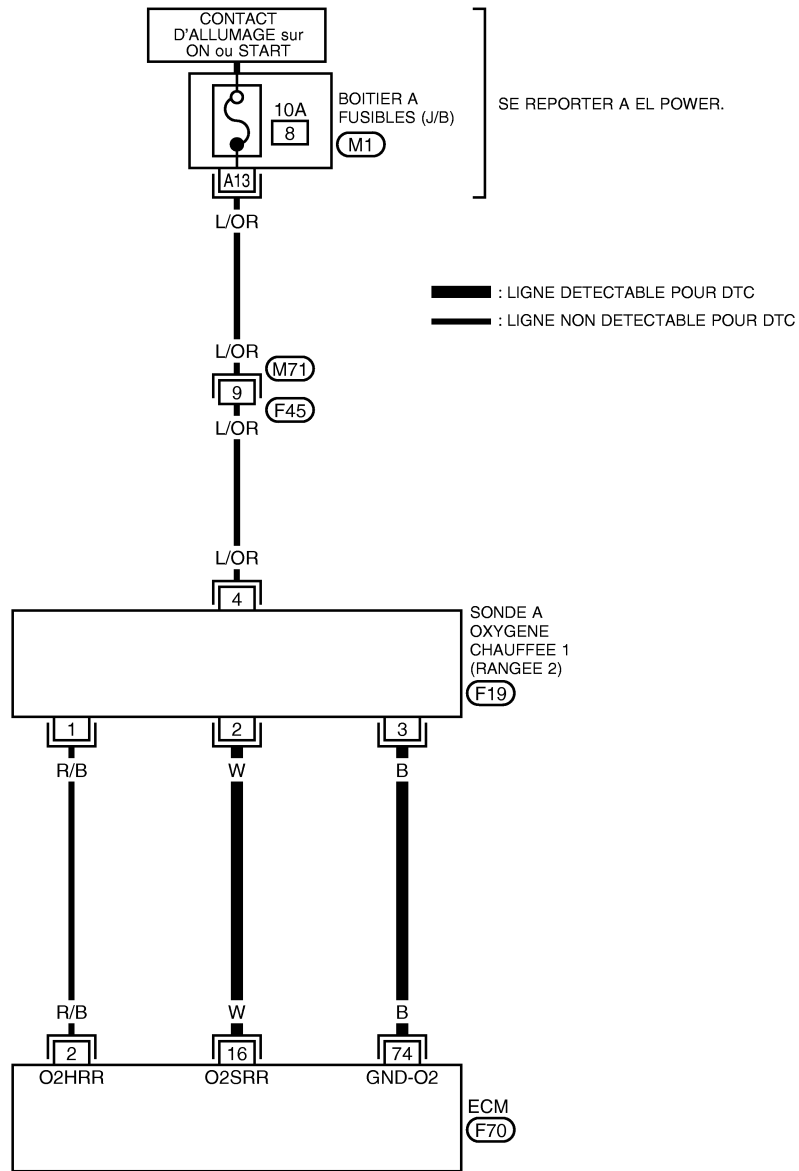 CONTACT
D'ALLUMAGE sur
ON ou START
10A
8
BOITIER A
FUSIBLES (J/B)
M1
SE REPORTER A EL POWER.
A13
L/OR
: LIGNE DETECTABLE POUR DTC
: LIGNE NON DETECTABLE POUR DTC
L/OR
M71
9
F45
L/OR
L/OR
4
SONDE A
OXYGENE
CHAUFFEE 1
(RANGEE 2)
F19
1 2 3
R/B W B
R/B W B
2 16 74
O2HRR O2SRR GND-O2
ECM
F70